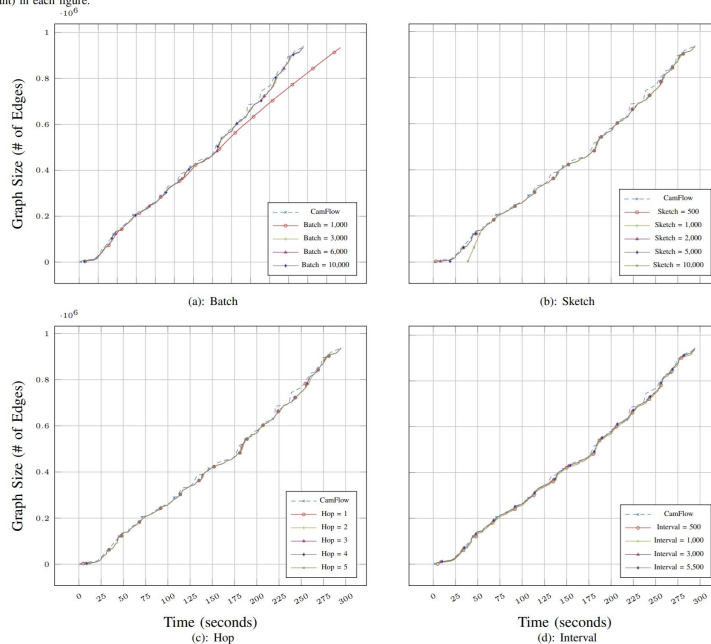 in each figure.
·10⁶
1
0.8
0.6
0.4
0.2
0
Graph Size (# of Edges)
CamFlow
Batch = 1,000
Batch = 3,000
Batch = 6,000
Batch = 10,000
(a): Batch
CamFlow
Sketch = 500
Sketch = 1,000
Sketch = 2,000
Sketch = 5,000
Sketch = 10,000
(b): Sketch
·10⁶
1
0.8
0.6
0.4
0.2
0
Graph Size (# of Edges)
CamFlow
Hop = 1
Hop = 2
Hop = 3
Hop = 4
Hop = 5
0 25 50 75 100 125 150 175 200 225 250 275 300
Time (seconds)
(c): Hop
CamFlow
Interval = 500
Interval = 1,000
Interval = 3,000
Interval = 5,500
0 25 50 75 100 125 150 175 200 225 250 275 300
Time (seconds)
(d): Interval